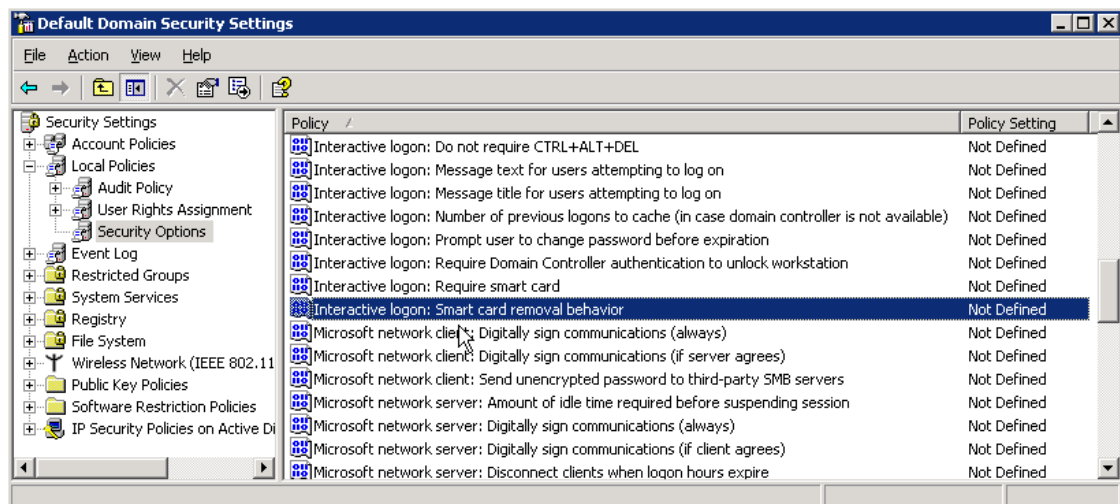 Default Domain Security Settings
File Action View Help
Security Settings
Account Policies
Local Policies
Audit Policy
User Rights Assignment
Security Options
Event Log
Restricted Groups
System Services
Registry
File System
Wireless Network (IEEE 802.11
Public Key Policies
Software Restriction Policies
IP Security Policies on Active Di
Policy Policy Setting
Interactive logon: Do not require CTRL+ALT+DEL Not Defined
Interactive logon: Message text for users attempting to log on Not Defined
Interactive logon: Message title for users attempting to log on Not Defined
Interactive logon: Number of previous logons to cache (in case domain controller is not available) Not Defined
Interactive logon: Prompt user to change password before expiration Not Defined
Interactive logon: Require Domain Controller authentication to unlock workstation Not Defined
Interactive logon: Require smart card Not Defined
Interactive logon: Smart card removal behavior Not Defined
Microsoft network client: Digitally sign communications (always) Not Defined
Microsoft network client: Digitally sign communications (if server agrees) Not Defined
Microsoft network client: Send unencrypted password to third-party SMB servers Not Defined
Microsoft network server: Amount of idle time required before suspending session Not Defined
Microsoft network server: Digitally sign communications (always) Not Defined
Microsoft network server: Digitally sign communications (if client agrees) Not Defined
Microsoft network server: Disconnect clients when logon hours expire Not Defined